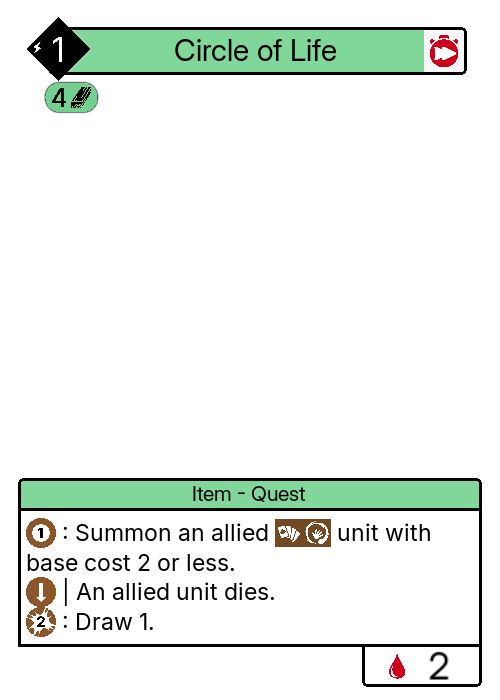 1 Circle of Life
4
Item - Quest
1 : Summon an allied unit with
base cost 2 or less.
| An allied unit dies.
2 : Draw 1.
2